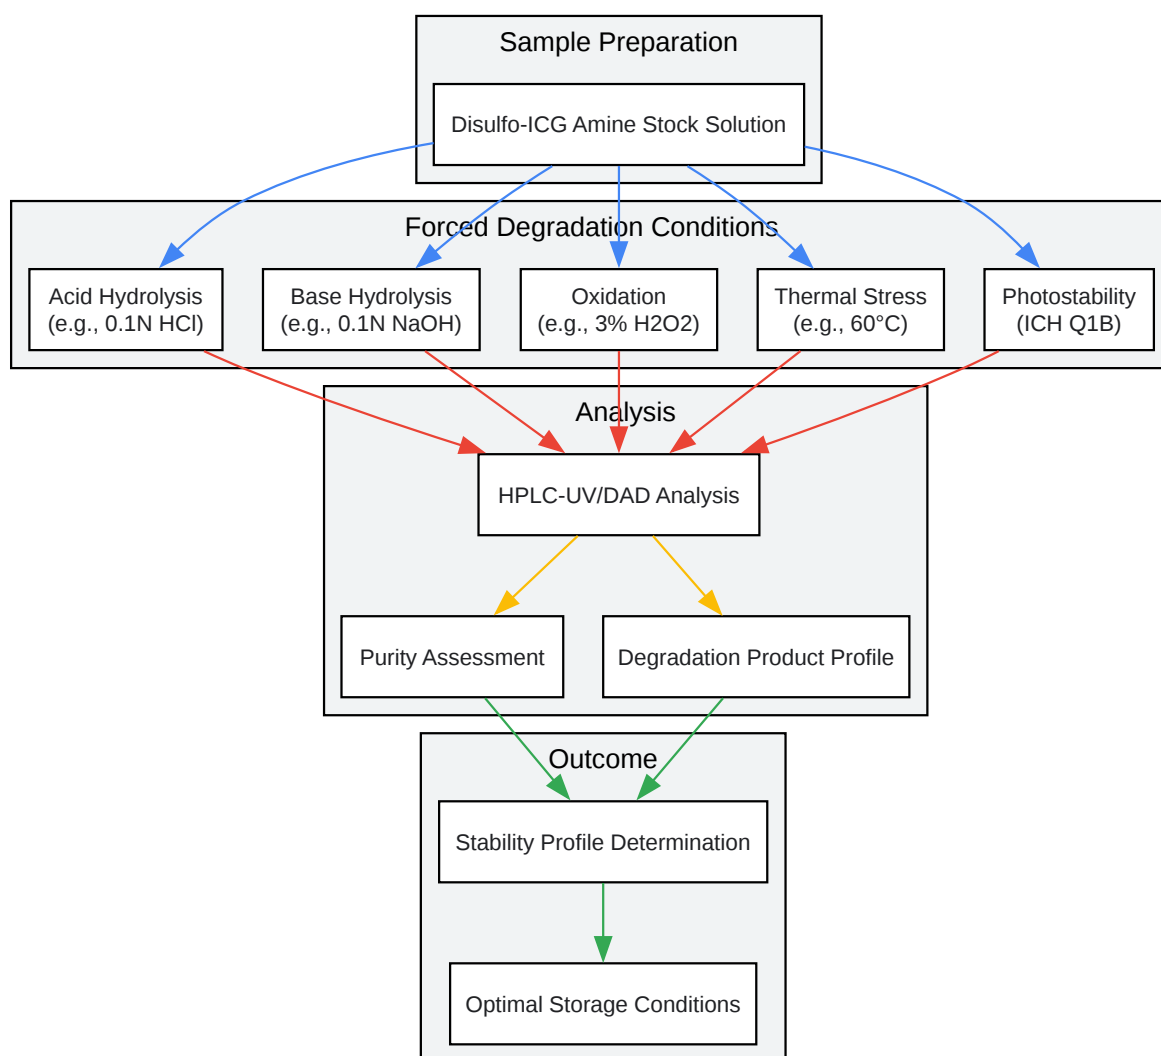 Sample Preparation
Disulfo-ICG Amine Stock Solution
Forced Degradation Conditions
Acid Hydrolysis
(e.g., 0.1N HCl)
Base Hydrolysis
(e.g., 0.1N NaOH)
Oxidation
(e.g., 3% H2O2)
Thermal Stress
(e.g., 60°C)
Photostability
(ICH Q1B)
Analysis
HPLC-UV/DAD Analysis
Purity Assessment
Degradation Product Profile
Outcome
Stability Profile Determination
Optimal Storage Conditions